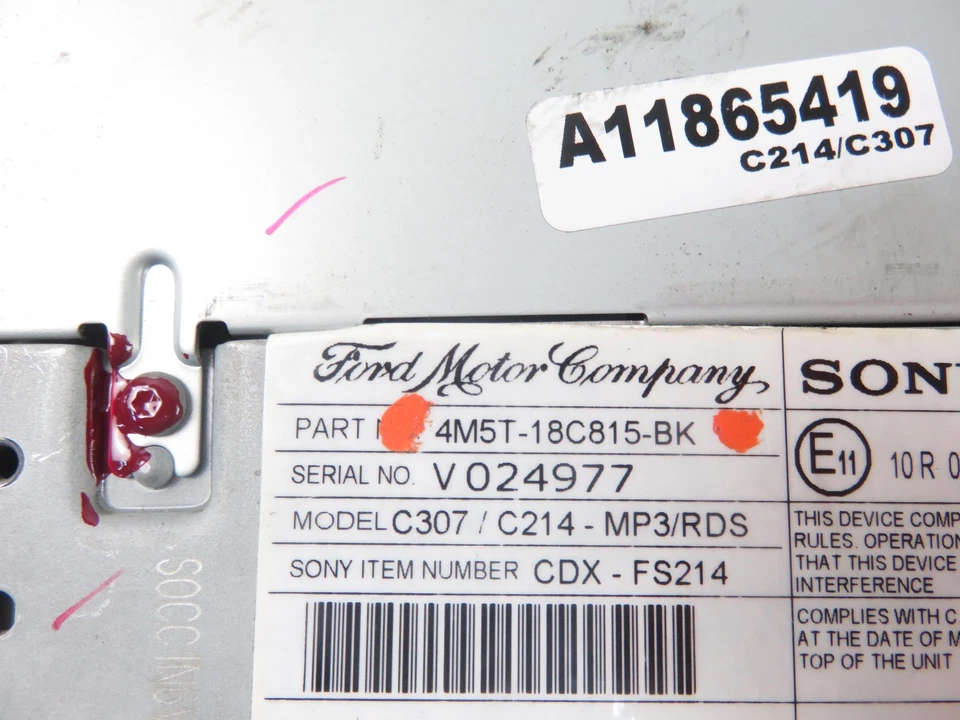 A11865419
C214/C307
Ford Motor Company
SON
PART 4M5T-18C815-BK
E11
10 R 0
SERIAL NO. V024977
MODEL C307 / C214 - MP3/RDS
SONY ITEM NUMBER CDX - FS214
THIS DEVICE COMP
RULES. OPERATION
THAT THIS DEVICE
INTERFERENCE
COMPLIES WITH C
AT THE DATE OF M
TOP OF THE UNIT